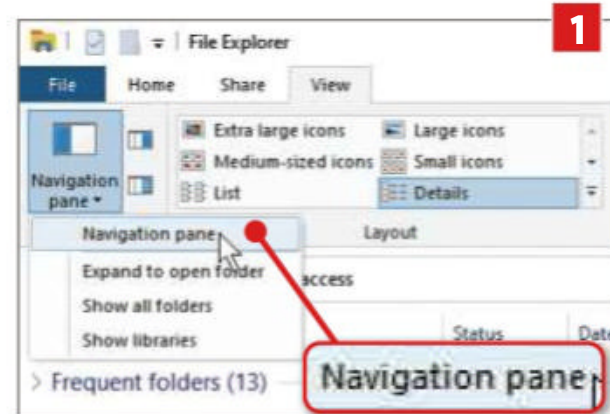 File Explorer
1
File Home Share View
Extra large icons Large icons
Medium-sized icons Small icons
List Details
Navigation
pane
Navigation pane Layout
Expand to open folder access
Show all folders
Show libraries Status Date
Frequent folders (13)
Navigation pane